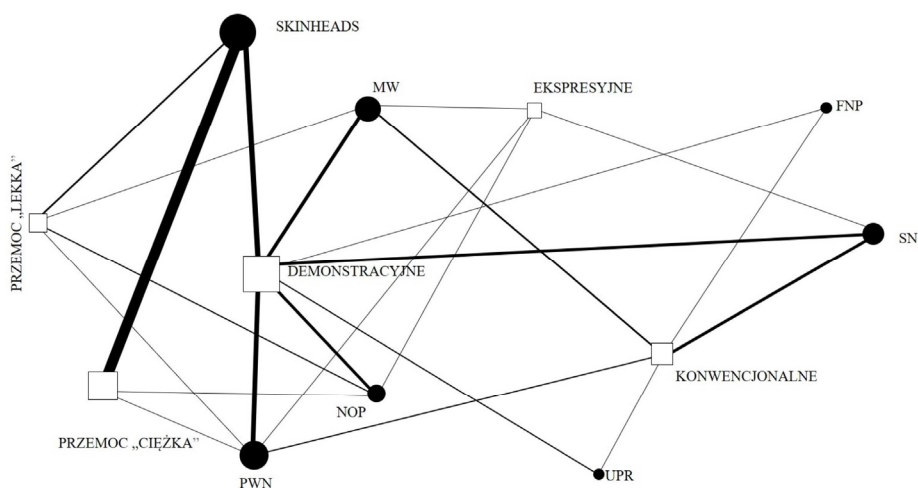 SKINHEADS
MW
EKSPRESYJNE
FNP
PRZEMOC „LEKKA”
SN
DEMONSTRACYJNE
KONWENCJONALNE
NOP
PRZEMOC „CIĘŻKA”
UPR
PWN